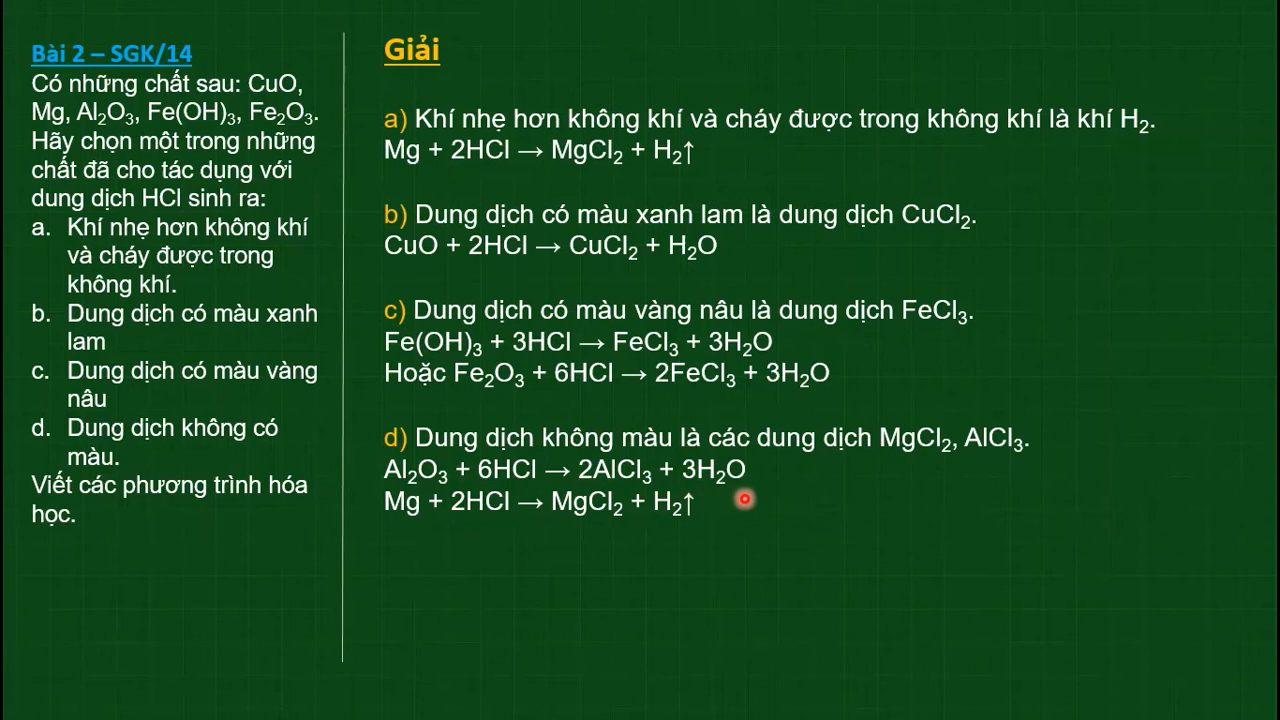 Bài 2 – SGK/14
Có những chất sau: CuO,
Mg, Al₂O₃, Fe(OH)₃, Fe₂O₃.
Hãy chọn một trong những
chất đã cho tác dụng với
dung dịch HCl sinh ra:
a. Khí nhẹ hơn không khí
và cháy được trong
không khí.
b. Dung dịch có màu xanh
lam
c. Dung dịch có màu vàng
nâu
d. Dung dịch không có
màu.
Viết các phương trình hóa
học.
Giải
a) Khí nhẹ hơn không khí và cháy được trong không khí là khí H₂.
Mg + 2HCl → MgCl₂ + H₂↑
b) Dung dịch có màu xanh lam là dung dịch CuCl₂.
CuO + 2HCl → CuCl₂ + H₂O
c) Dung dịch có màu vàng nâu là dung dịch FeCl₃.
Fe(OH)₃ + 3HCl → FeCl₃ + 3H₂O
Hoặc Fe₂O₃ + 6HCl → 2FeCl₃ + 3H₂O
d) Dung dịch không màu là các dung dịch MgCl₂, AlCl₃.
Al₂O₃ + 6HCl → 2AlCl₃ + 3H₂O
Mg + 2HCl → MgCl₂ + H₂↑